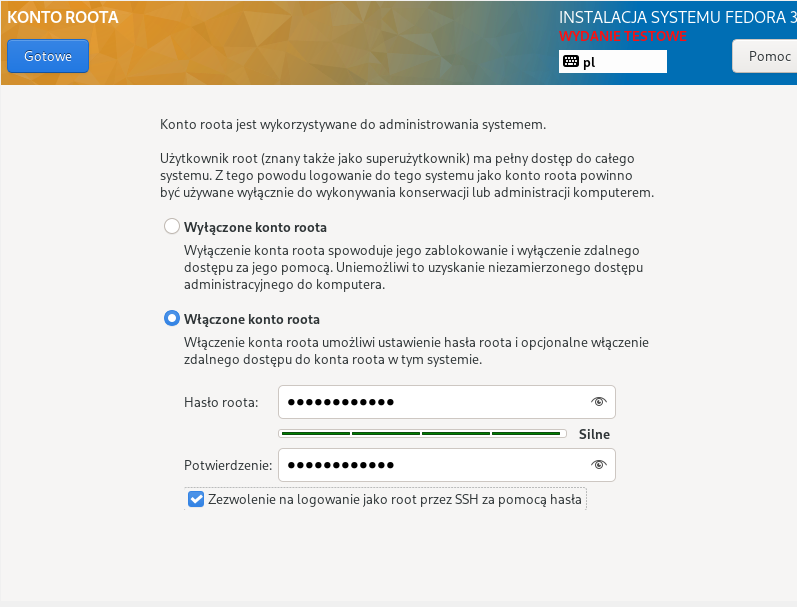 KONTO ROOTA
INSTALACJA SYSTEMU FEDORA 3
WYDANIE TESTOWE
Gotowe
pl
Pomoc
Konto roota jest wykorzystywane do administrowania systemem.
Użytkownik root (znany także jako superużytkownik) ma pełny dostęp do całego
systemu. Z tego powodu logowanie do tego systemu jako konto roota powinno
być używane wyłącznie do wykonywania konserwacji lub administracji komputerem.
Wyłączone konto roota
Wyłączenie konta roota spowoduje jego zablokowanie i wyłączenie zdalnego
dostępu za jego pomocą. Uniemożliwi to uzyskanie niezamierzonego dostępu
administracyjnego do komputera.
Włączone konto roota
Włączenie konta roota umożliwi ustawienie hasła roota i opcjonalne włączenie
zdalnego dostępu do konta roota w tym systemie.
Hasło roota: ●●●●●●●●●●●●
Silne
Potwierdzenie: ●●●●●●●●●●●●
Zezwolenie na logowanie jako root przez SSH za pomocą hasła